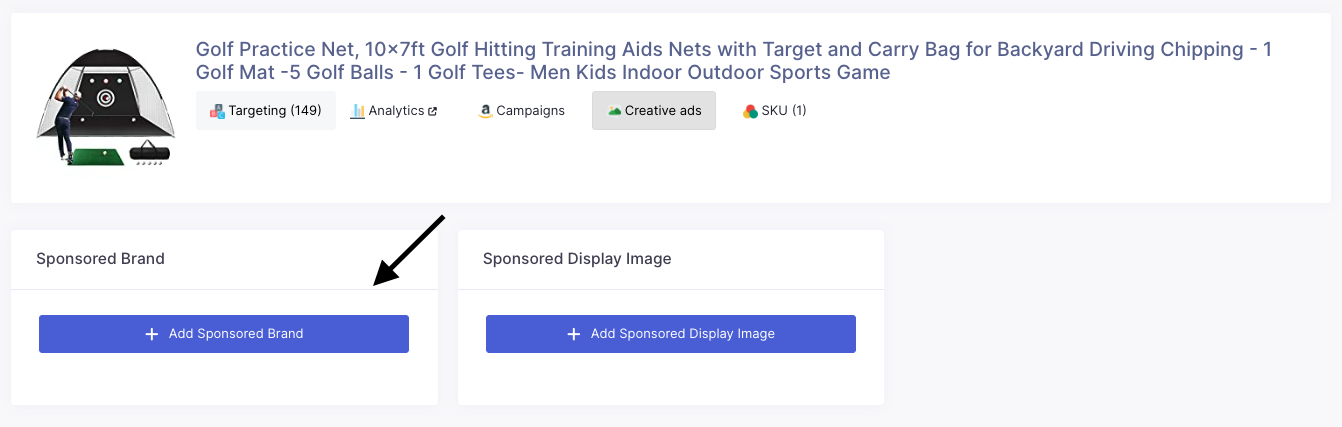 Golf Practice Net, 10×7ft Golf Hitting Training Aids Nets with Target and Carry Bag for Backyard Driving Chipping - 1
Golf Mat -5 Golf Balls - 1 Golf Tees- Men Kids Indoor Outdoor Sports Game
Targeting (149) Analytics Campaigns Creative ads SKU (1)
Sponsored Brand
Sponsored Display Image
Add Sponsored Brand
Add Sponsored Display Image